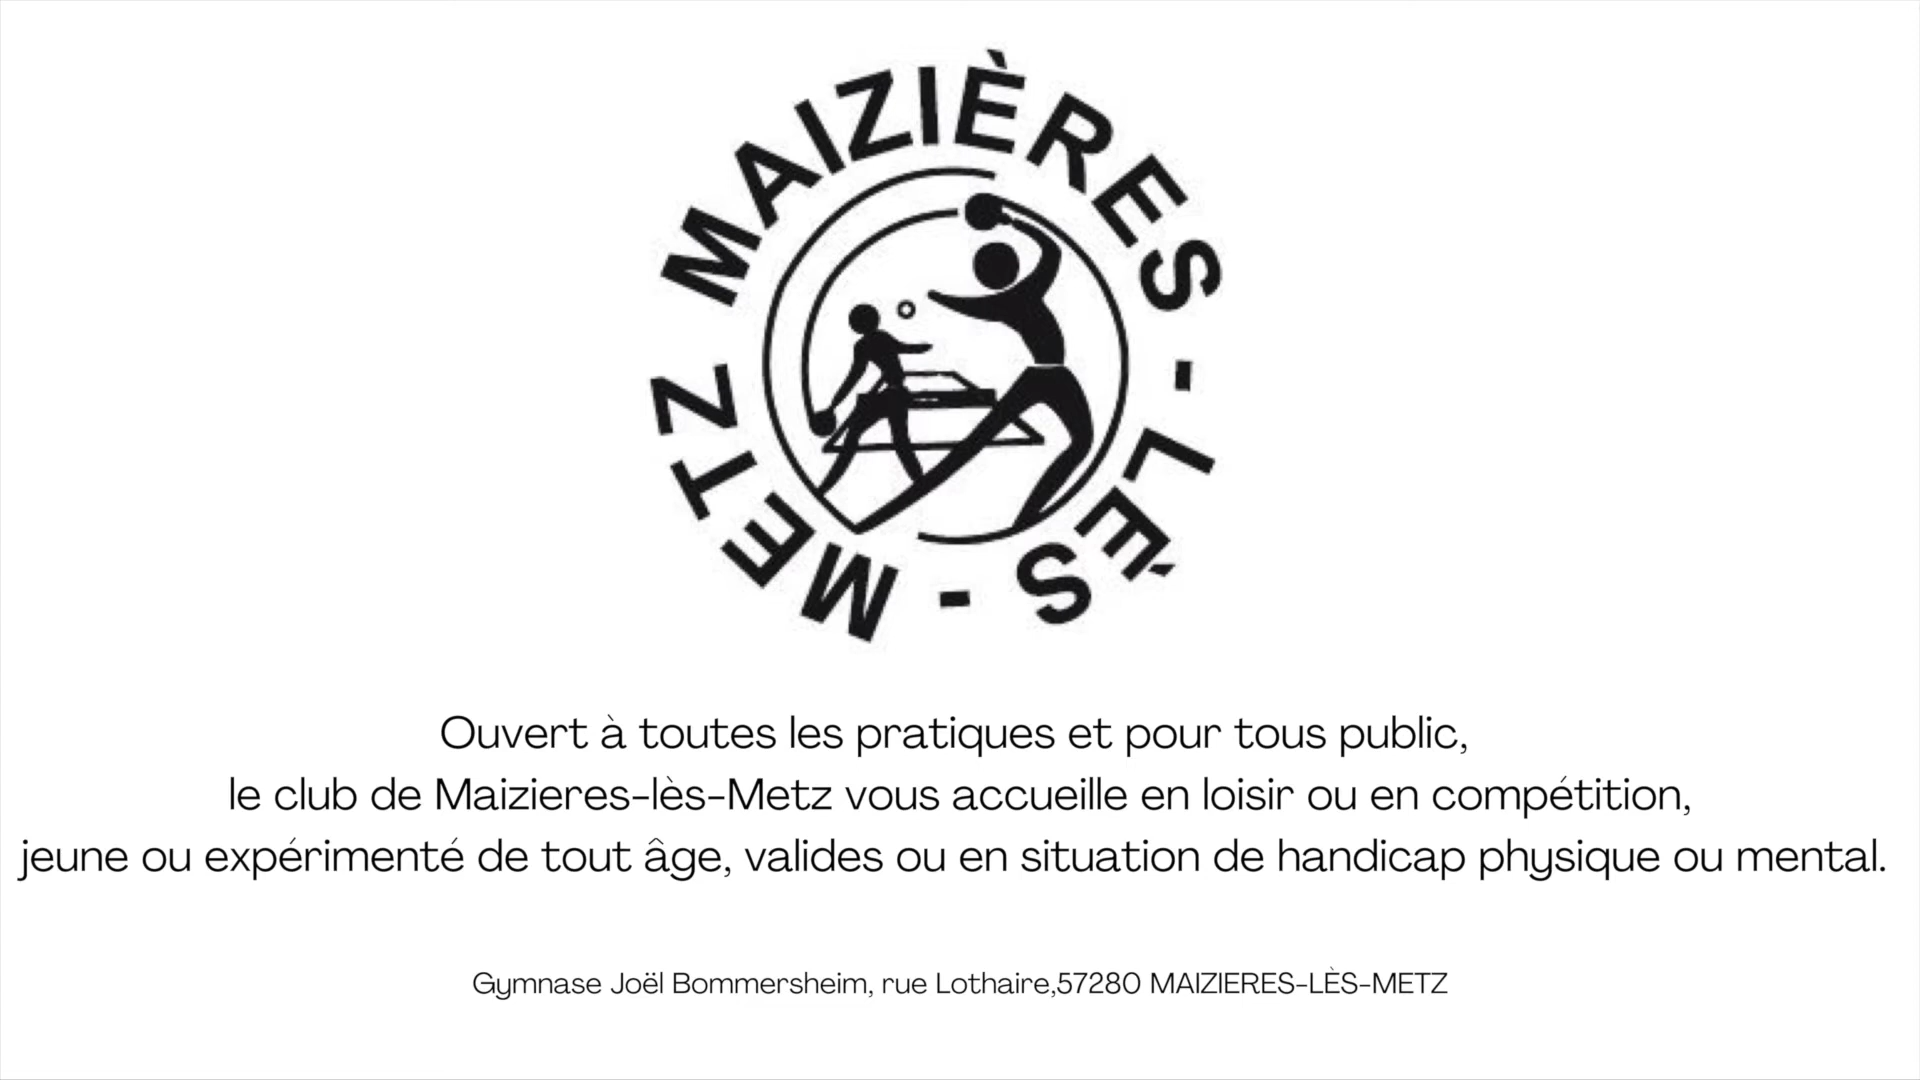 MAIZIÈRES - LÈS - METZ
Ouvert à toutes les pratiques et pour tous public,
le club de Maizieres-lès-Metz vous accueille en loisir ou en compétition,
jeune ou expérimenté de tout âge, valides ou en situation de handicap physique ou mental.
Gymnase Joël Bommersheim, rue Lothaire,57280 MAIZIERES-LÈS-METZ